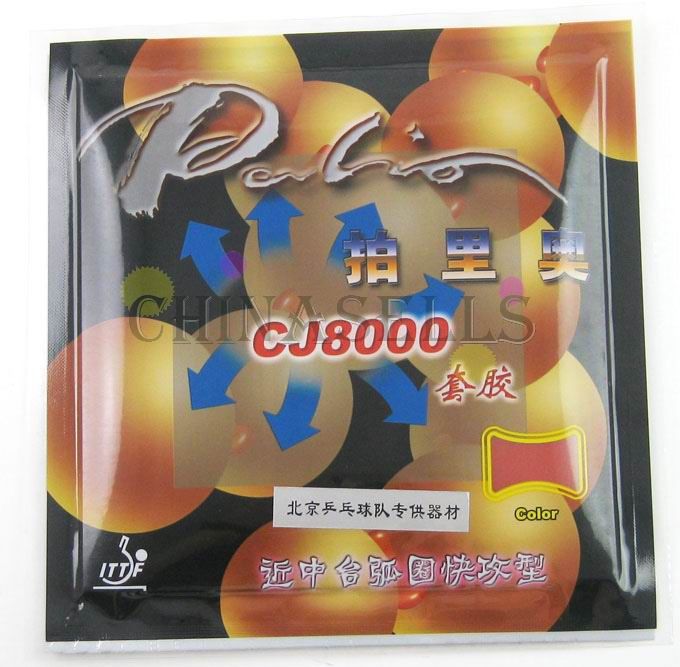 Palio
拍里奥
CHINASELLS
CJ8000
套胶
Color
北京乒乓球队专供器材
ITTF
近中台弧圈快攻型